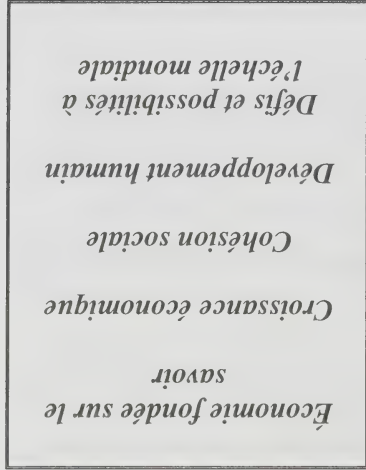 Économie fondée sur le
savoir
Croissance économique
Cohésion sociale
Développement humain
Défis et possibilités à
l'échelle mondiale